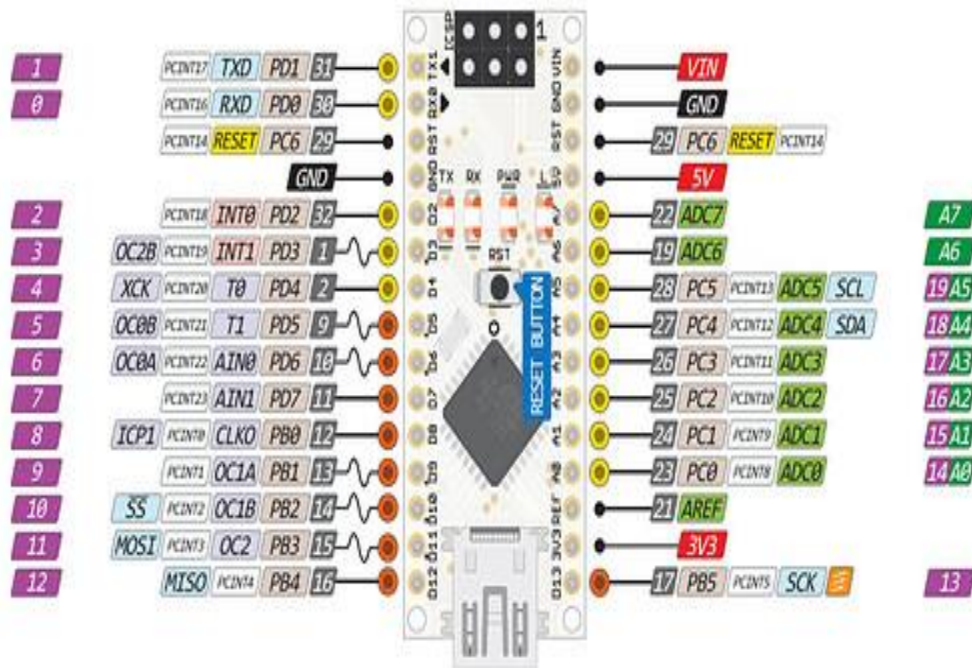 ICSP 1
1 PCINT17 TXD PD1 31 TX1 VIN VIN
0 PCINT16 RXD PD0 30 RX0 GND GND
PCINT14 RESET PC6 29 RST RST 29 PC6 RESET PCINT14
GND GND 5V 5V
TX RX PWR L
2 PCINT18 INT0 PD2 32 D2 A7 22 ADC7 A7
3 OC2B PCINT19 INT1 PD3 1 D3 A6 19 ADC6 A6
RST
4 XCK PCINT20 T0 PD4 2 D4 A5 28 PC5 PCINT13 ADC5 SCL 19 A5
RESET BUTTON
5 OC0B PCINT21 T1 PD5 9 D5 A4 27 PC4 PCINT12 ADC4 SDA 18 A4
6 OC0A PCINT22 AIN0 PD6 10 D6 A3 26 PC3 PCINT11 ADC3 17 A3
7 PCINT23 AIN1 PD7 11 D7 A2 25 PC2 PCINT10 ADC2 16 A2
8 ICP1 PCINT0 CLKO PB0 12 D8 A1 24 PC1 PCINT9 ADC1 15 A1
9 PCINT1 OC1A PB1 13 D9 A0 23 PC0 PCINT8 ADC0 14 A0
10 SS PCINT2 OC1B PB2 14 D10 REF 21 AREF
11 MOSI PCINT3 OC2 PB3 15 D11 3V3 3V3
12 MISO PCINT4 PB4 16 D12 D13 17 PB5 PCINT5 SCK 13